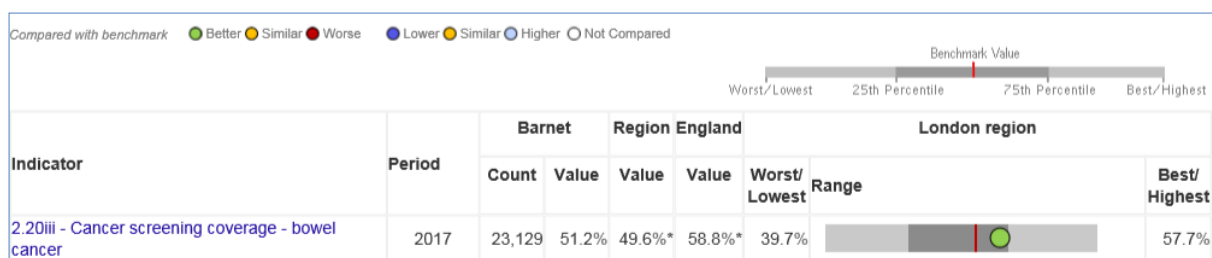 Compared with benchmark Better Similar Worse Lower Similar Higher Not Compared
Benchmark Value
Worst/Lowest 25th Percentile 75th Percentile Best/Highest
Indicator Period Barnet Region England London region
Count Value Value Value Worst/ Lowest Range Best/ Highest
2.20iii - Cancer screening coverage - bowel
cancer 2017 23,129 51.2% 49.6%* 58.8%* 39.7% 57.7%